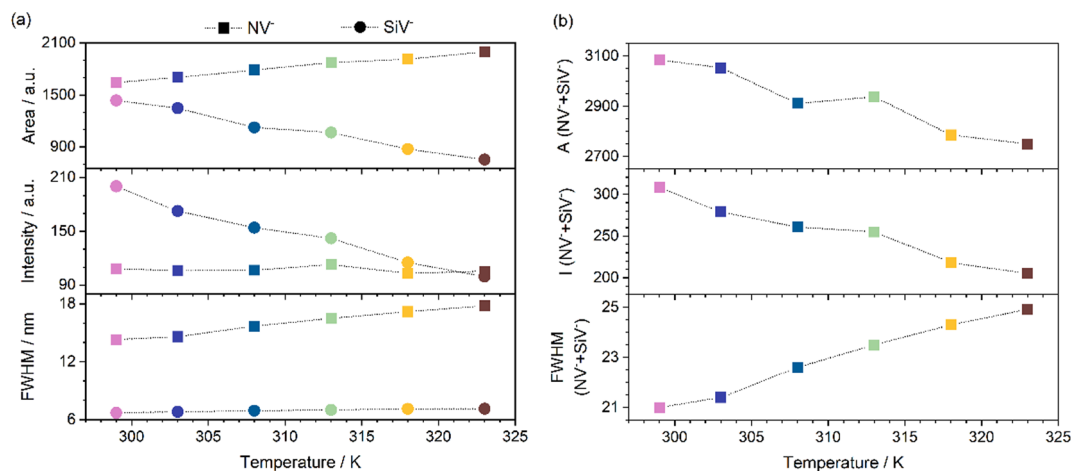 (a)
NV⁻
SiV⁻
Area / a.u.
2100
1500
900
Intensity / a.u.
210
150
90
FWHM / nm
18
12
6
300
305
310
315
320
325
Temperature / K
(b)
A (NV⁻+SiV⁻)
3100
2900
2700
I (NV⁻+SiV⁻)
300
250
200
FWHM
(NV⁻+SiV⁻)
25
23
21
300
305
310
315
320
325
Temperature / K